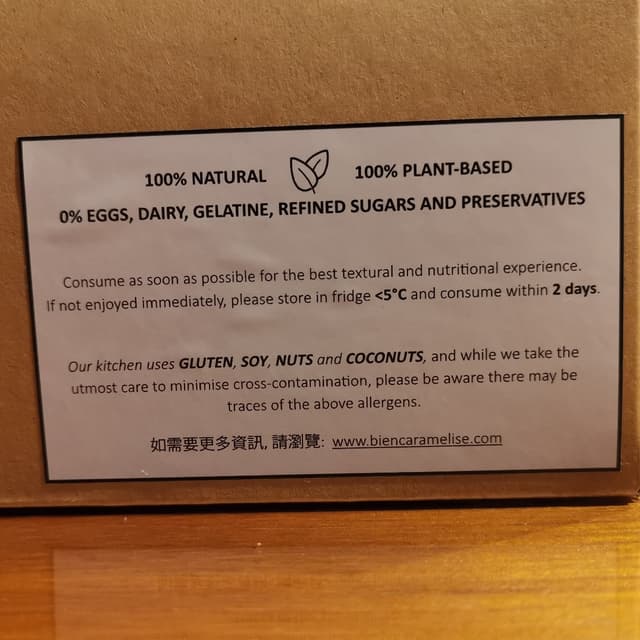 100% NATURAL 100% PLANT-BASED
0% EGGS, DAIRY, GELATINE, REFINED SUGARS AND PRESERVATIVES
Consume as soon as possible for the best textural and nutritional experience.
If not enjoyed immediately, please store in fridge <5°C and consume within 2 days.
Our kitchen uses GLUTEN, SOY, NUTS and COCONUTS, and while we take the
utmost care to minimise cross-contamination, please be aware there may be
traces of the above allergens.
如需要更多資訊, 請瀏覽: www.biencaramelise.com